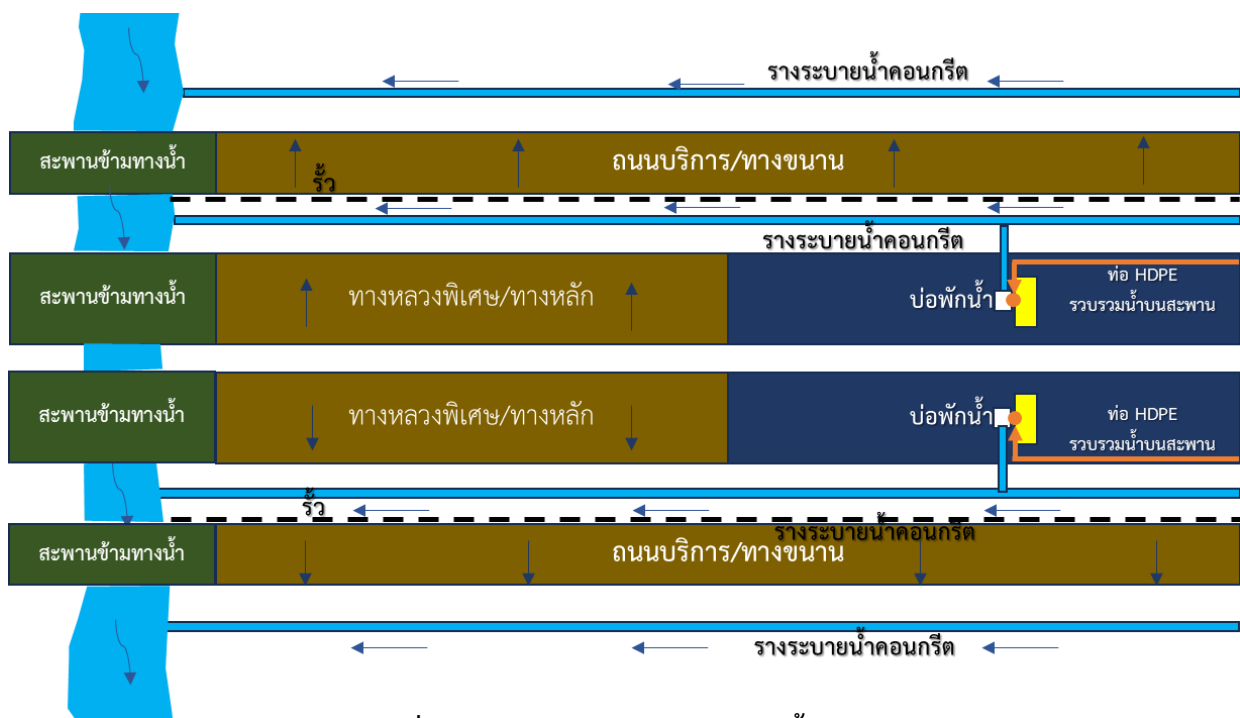 รางระบายน้ำคอนกรีต
สะพานข้ามทางน้ำ
ถนนบริการ/ทางขนาน
รั้ว
รางระบายน้ำคอนกรีต
สะพานข้ามทางน้ำ
ทางหลวงพิเศษ/ทางหลัก
บ่อพักน้ำ
ท่อ HDPE
รวบรวมน้ำบนสะพาน
สะพานข้ามทางน้ำ
ทางหลวงพิเศษ/ทางหลัก
บ่อพักน้ำ
ท่อ HDPE
รวบรวมน้ำบนสะพาน
รั้ว
รางระบายน้ำคอนกรีต
สะพานข้ามทางน้ำ
ถนนบริการ/ทางขนาน
รางระบายน้ำคอนกรีต